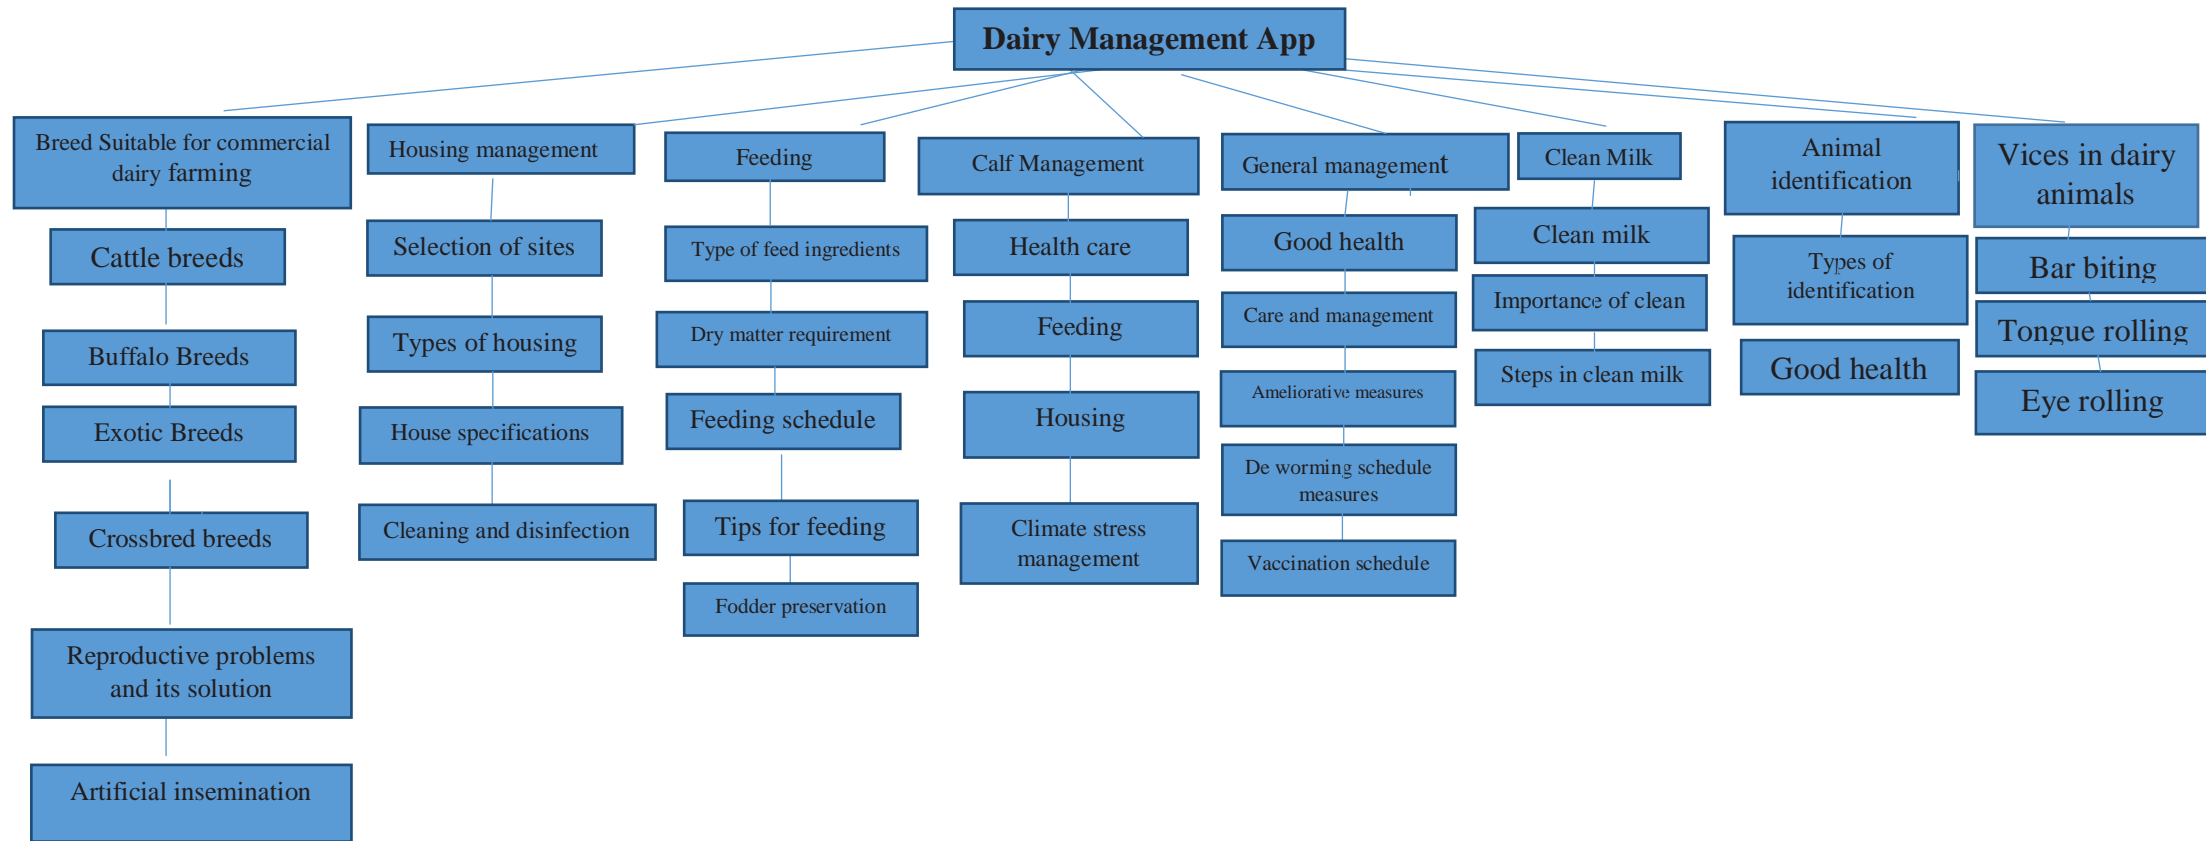 Dairy Management App
Breed Suitable for commercial
dairy farming
Cattle breeds
Buffalo Breeds
Exotic Breeds
Crossbred breeds
Reproductive problems
and its solution
Artificial insemination
Housing management
Selection of sites
Types of housing
House specifications
Cleaning and disinfection
Feeding
Type of feed ingredients
Dry matter requirement
Feeding schedule
Tips for feeding
Fodder preservation
Calf Management
Health care
Feeding
Housing
Climate stress
management
General management
Good health
Care and management
Ameliorative measures
De worming schedule
measures
Vaccination schedule
Clean Milk
Clean milk
Importance of clean
Steps in clean milk
Animal
identification
Types of
identification
Good health
Vices in dairy
animals
Bar biting
Tongue rolling
Eye rolling